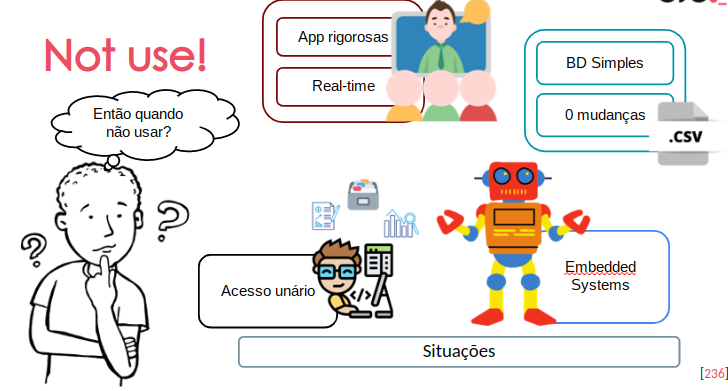 Not use!
Então quando
não usar?
App rigorosas
Real-time
BD Simples
0 mudanças
.CSV
Acesso unário
Embedded
Systems
Situações
[236]